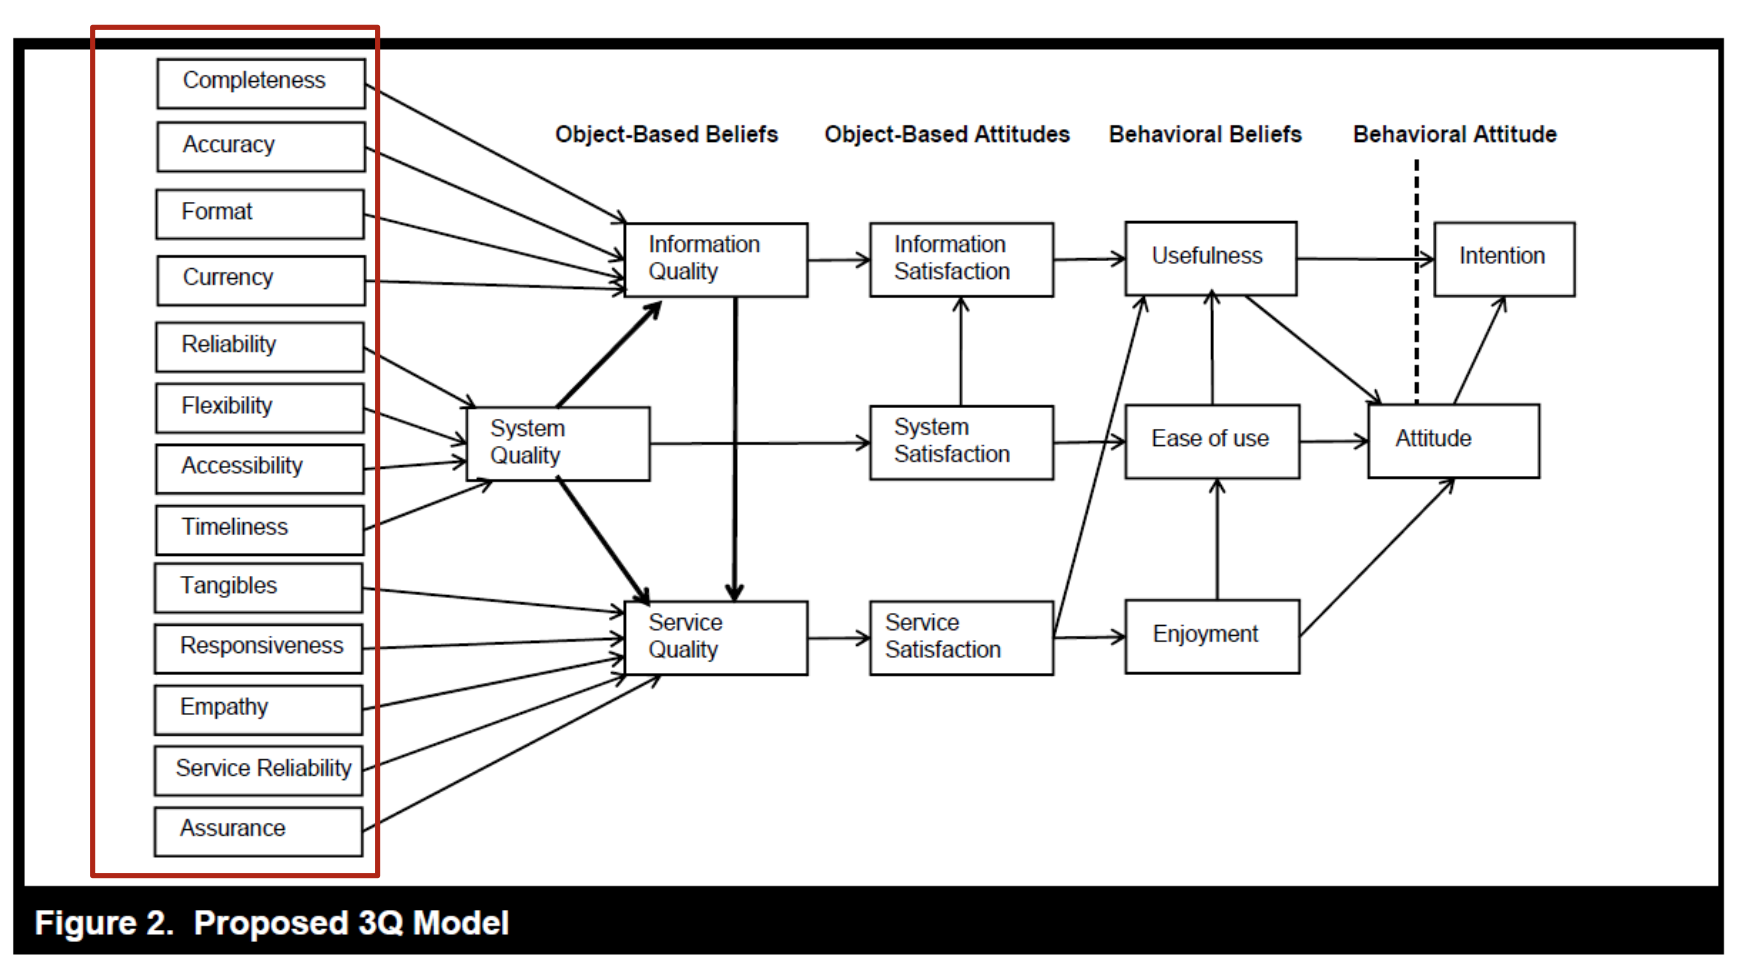 Completeness
Accuracy
Format
Currency
Reliability
Flexibility
Accessibility
Timeliness
Tangibles
Responsiveness
Empathy
Service Reliability
Assurance
Object-Based Beliefs
Object-Based Attitudes
Behavioral Beliefs
Behavioral Attitude
Information
Quality
Information
Satisfaction
Usefulness
Intention
System
Quality
System
Satisfaction
Ease of use
Attitude
Service
Quality
Service
Satisfaction
Enjoyment
Figure 2. Proposed 3Q Model